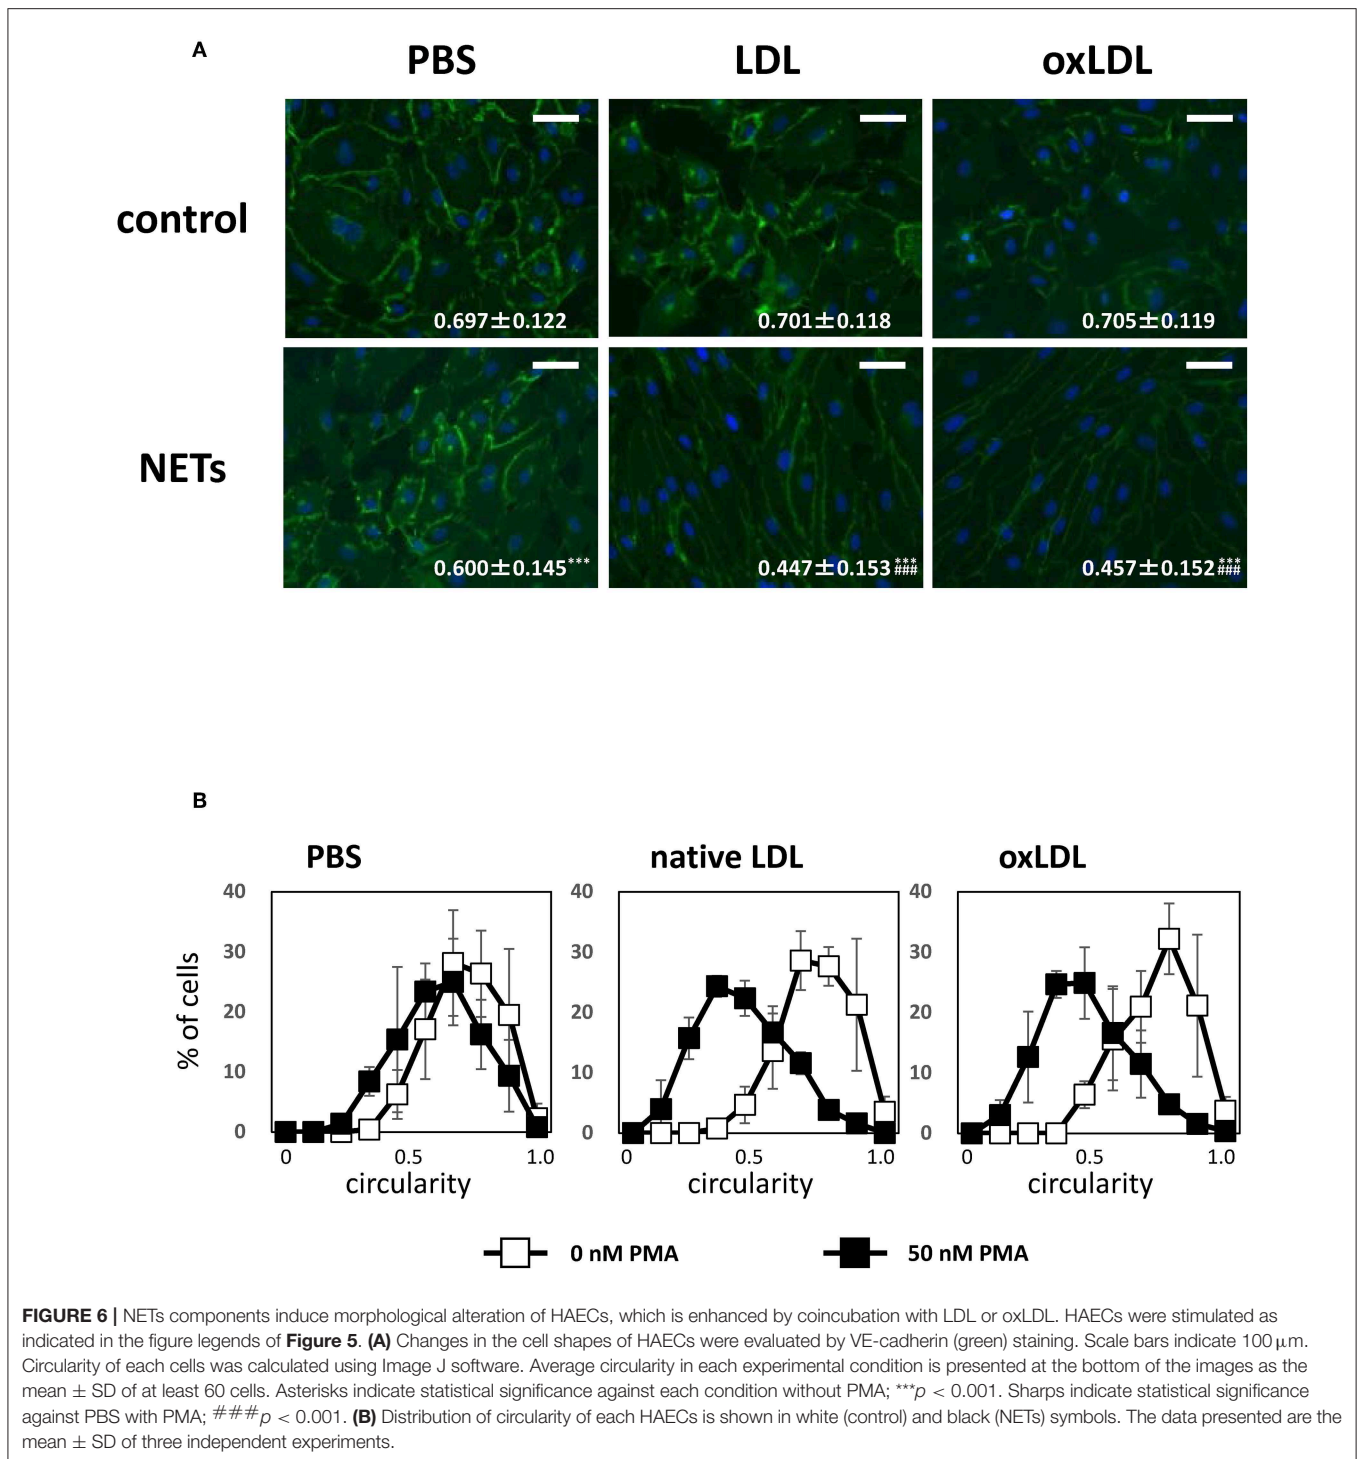 A
PBS LDL oxLDL
control
0.697±0.122 0.701±0.118 0.705±0.119
NETs
0.600±0.145*** 0.447±0.153***### 0.457±0.152***###
B
PBS native LDL oxLDL
40 40 40
30 30 30
20 20 20
10 10 10
0 0 0
% of cells
0 0.5 1.0 0 0.5 1.0 0 0.5 1.0
circularity circularity circularity
0 nM PMA 50 nM PMA
FIGURE 6 | NETs components induce morphological alteration of HAECs, which is enhanced by coincubation with LDL or oxLDL. HAECs were stimulated as
indicated in the figure legends of Figure 5. (A) Changes in the cell shapes of HAECs were evaluated by VE-cadherin (green) staining. Scale bars indicate 100 μm.
Circularity of each cells was calculated using Image J software. Average circularity in each experimental condition is presented at the bottom of the images as the
mean ± SD of at least 60 cells. Asterisks indicate statistical significance against each condition without PMA; ***p < 0.001. Sharps indicate statistical significance
against PBS with PMA; ###p < 0.001. (B) Distribution of circularity of each HAECs is shown in white (control) and black (NETs) symbols. The data presented are the
mean ± SD of three independent experiments.